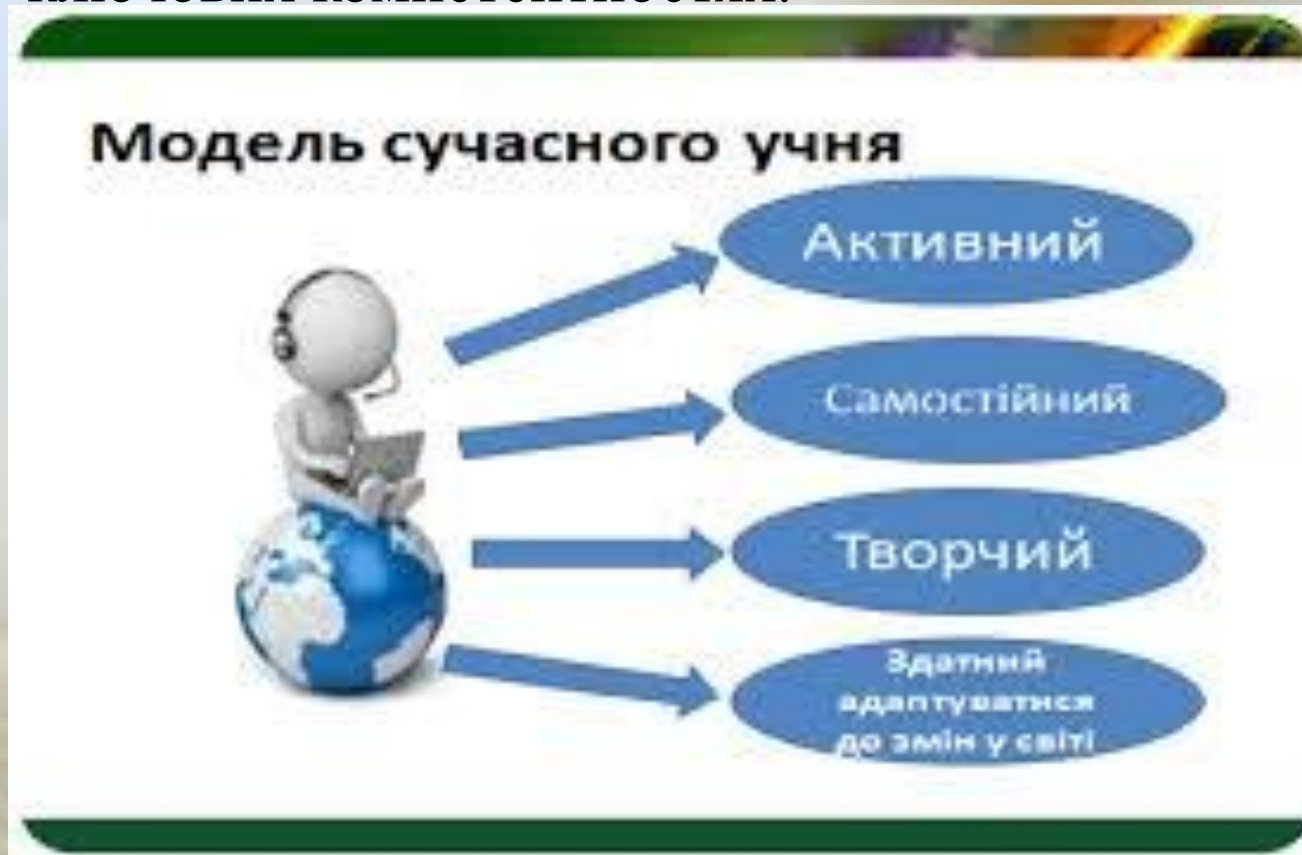 Модель сучасного учня
Активний
Самостійний
Творчий
Здатний
адаптуватися
до змін у світі